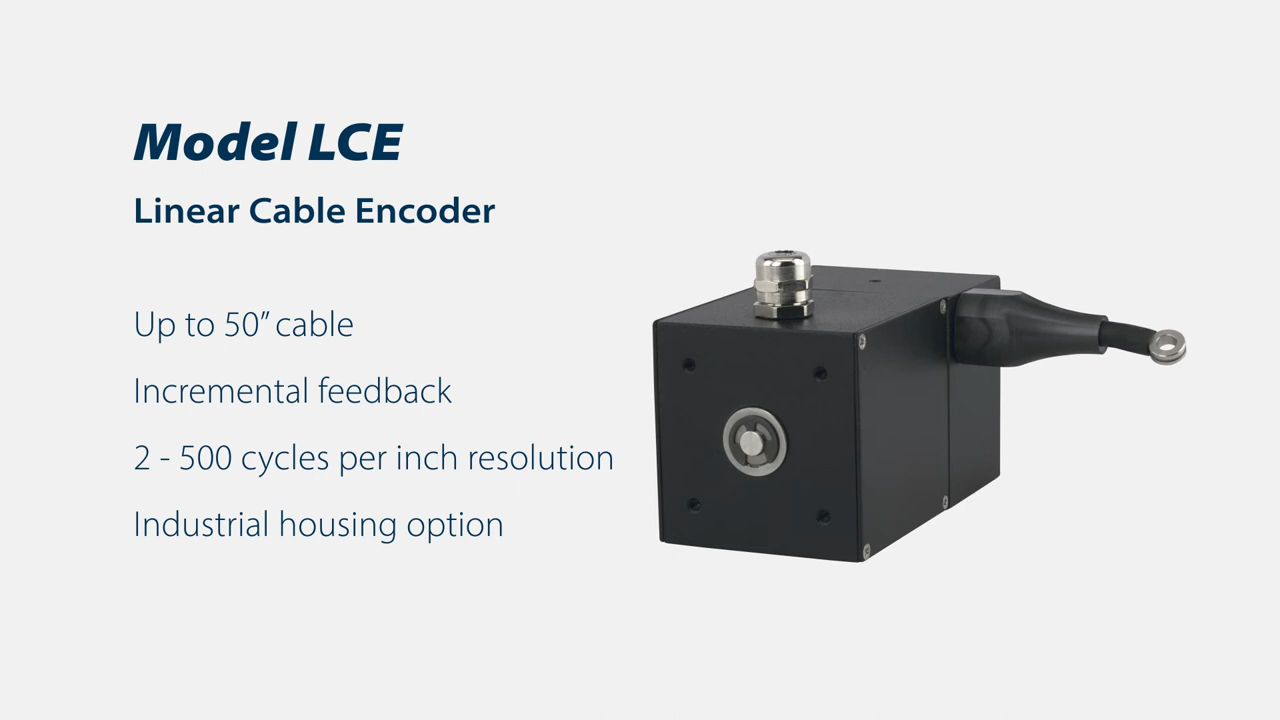 Model LCE
Linear Cable Encoder
Up to 50” cable
Incremental feedback
2 - 500 cycles per inch resolution
Industrial housing option